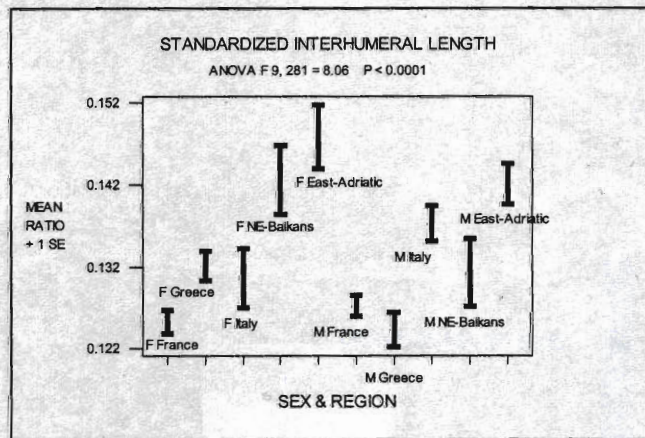 STANDARDIZED INTERHUMERAL LENGTH
ANOVA F 9, 281 = 8.06 P < 0.0001
0.152
0.142
0.132
0.122
MEAN
RATIO
+ 1 SE
F France
F Greece
F Italy
F NE-Balkans
F East-Adriatic
M France
M Greece
M Italy
M NE-Balkans
M East-Adriatic
SEX & REGION